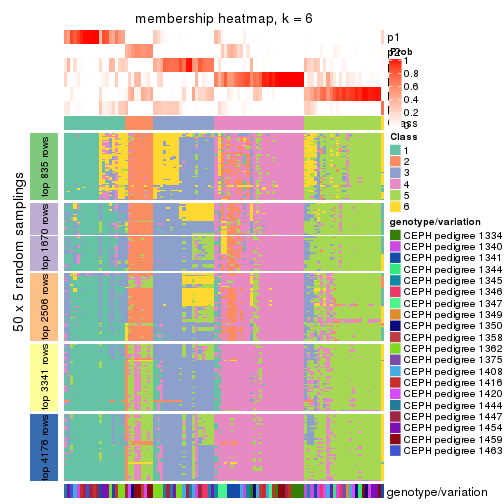 membership heatmap, k = 6
p1
p2
Prob
1
0.8
0.6
0.4
0.2
0
Class
1
2
3
4
5
6
50 x 5 random samplings
top 835 rows
top 1670 rows
top 2506 rows
top 3341 rows
top 4176 rows
genotype/variation
CEPH pedigree 1334
CEPH pedigree 1340
CEPH pedigree 1341
CEPH pedigree 1344
CEPH pedigree 1345
CEPH pedigree 1346
CEPH pedigree 1347
CEPH pedigree 1349
CEPH pedigree 1350
CEPH pedigree 1358
CEPH pedigree 1362
CEPH pedigree 1375
CEPH pedigree 1408
CEPH pedigree 1416
CEPH pedigree 1420
CEPH pedigree 1444
CEPH pedigree 1447
CEPH pedigree 1454
CEPH pedigree 1459
CEPH pedigree 1463
genotype/variation